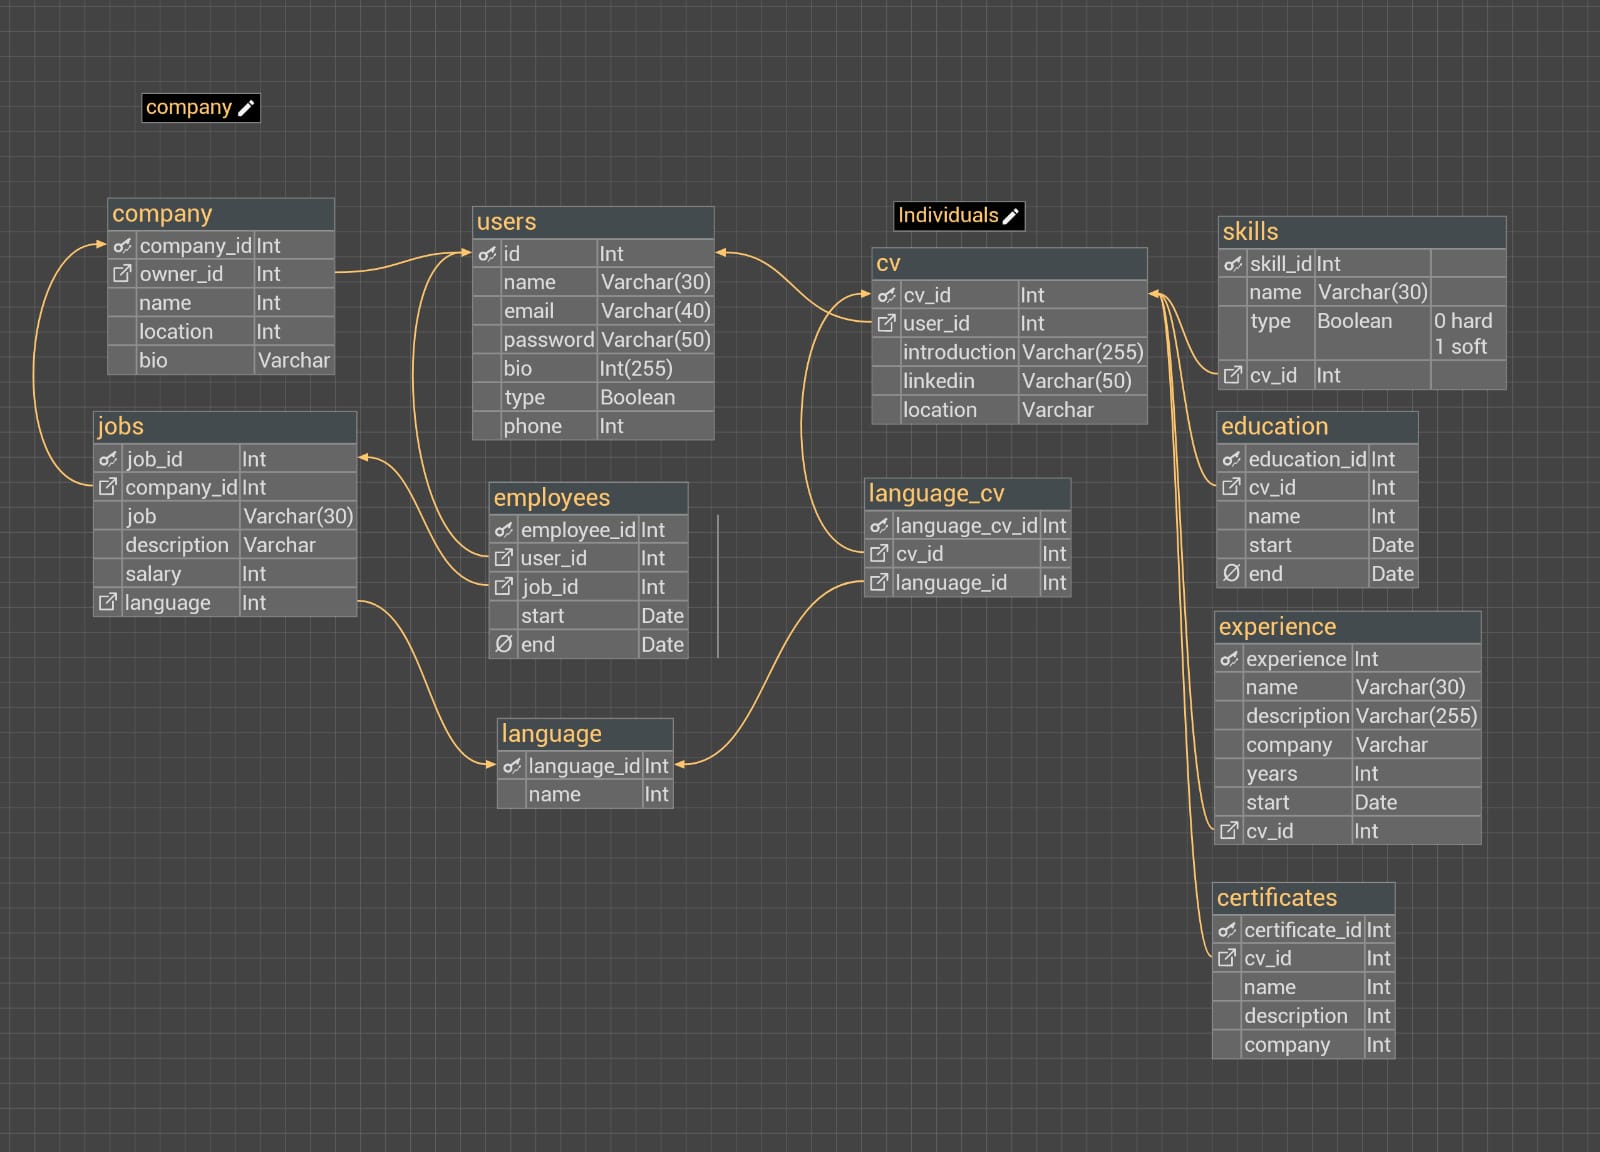 company
company
company_id Int
owner_id Int
name Int
location Int
bio Varchar
jobs
job_id Int
company_id Int
job Varchar(30)
description Varchar
salary Int
language Int
users
id Int
name Varchar(30)
email Varchar(40)
password Varchar(50)
bio Int(255)
type Boolean
phone Int
employees
employee_id Int
user_id Int
job_id Int
start Date
end Date
language
language_id Int
name Int
Individuals
cv
cv_id Int
user_id Int
introduction Varchar(255)
linkedin Varchar(50)
location Varchar
language_cv
language_cv_id Int
cv_id Int
language_id Int
skills
skill_id Int
name Varchar(30)
type Boolean 0 hard
1 soft
cv_id Int
education
education_id Int
cv_id Int
name Int
start Date
end Date
experience
experience Int
name Varchar(30)
description Varchar(255)
company Varchar
years Int
start Date
cv_id Int
certificates
certificate_id Int
cv_id Int
name Int
description Int
company Int